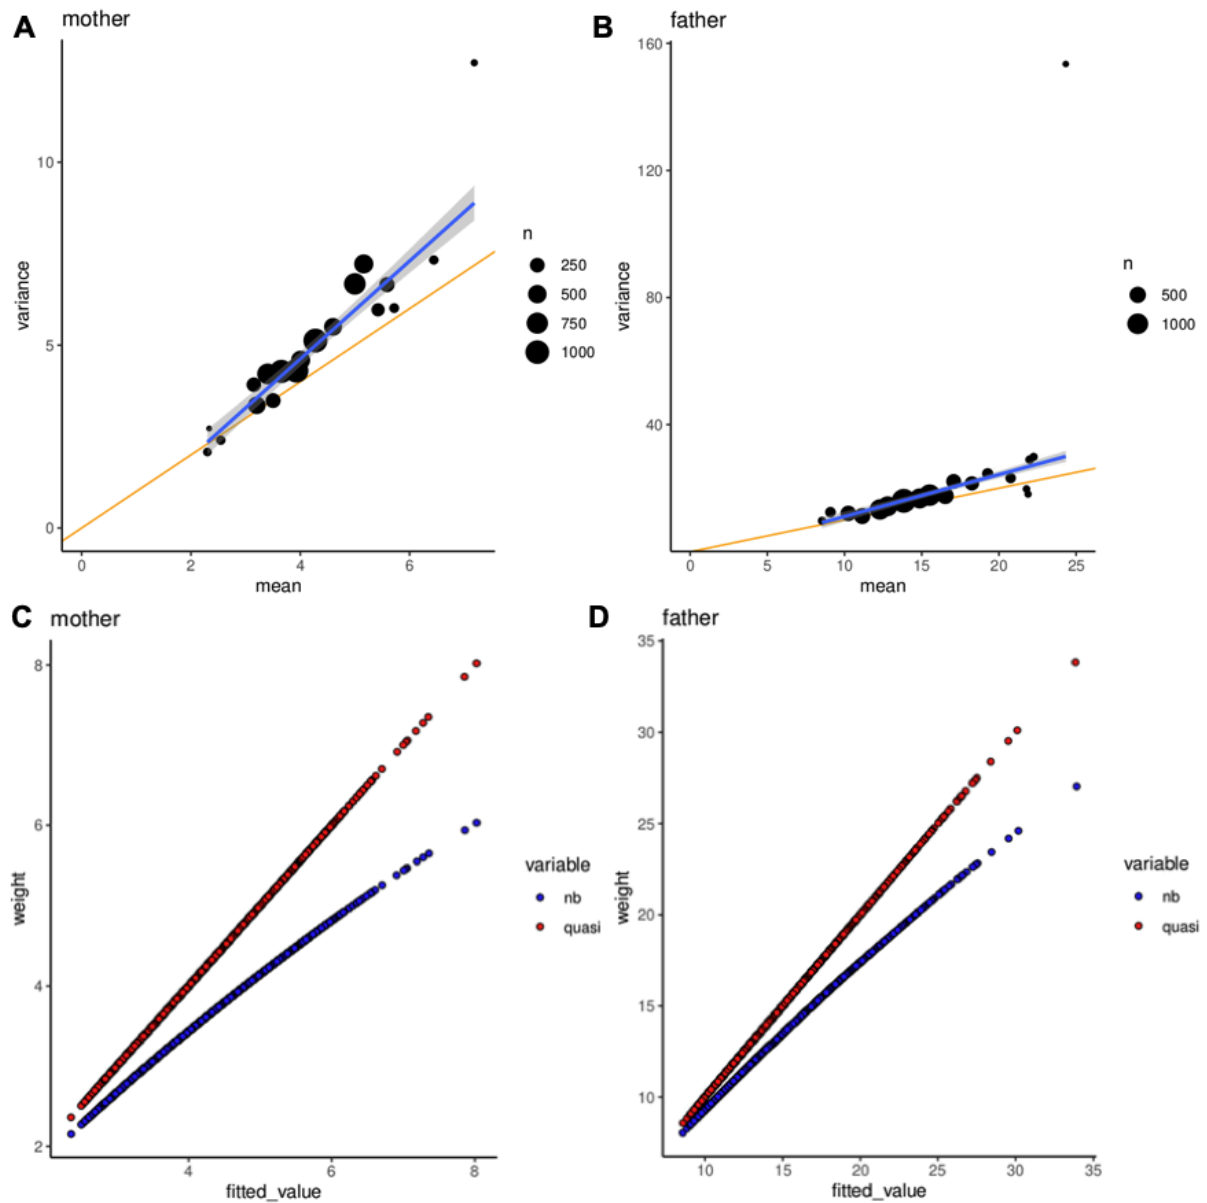 A
mother
variance
10
5
0
0 2 4 6
mean
n
250
500
750
1000
B
father
variance
160
120
80
40
0 5 10 15 20 25
mean
n
500
1000
C
mother
weight
8
6
4
2
4 6 8
fitted_value
variable
nb
quasi
D
father
weight
35
30
25
20
15
10
10 15 20 25 30 35
fitted_value
variable
nb
quasi